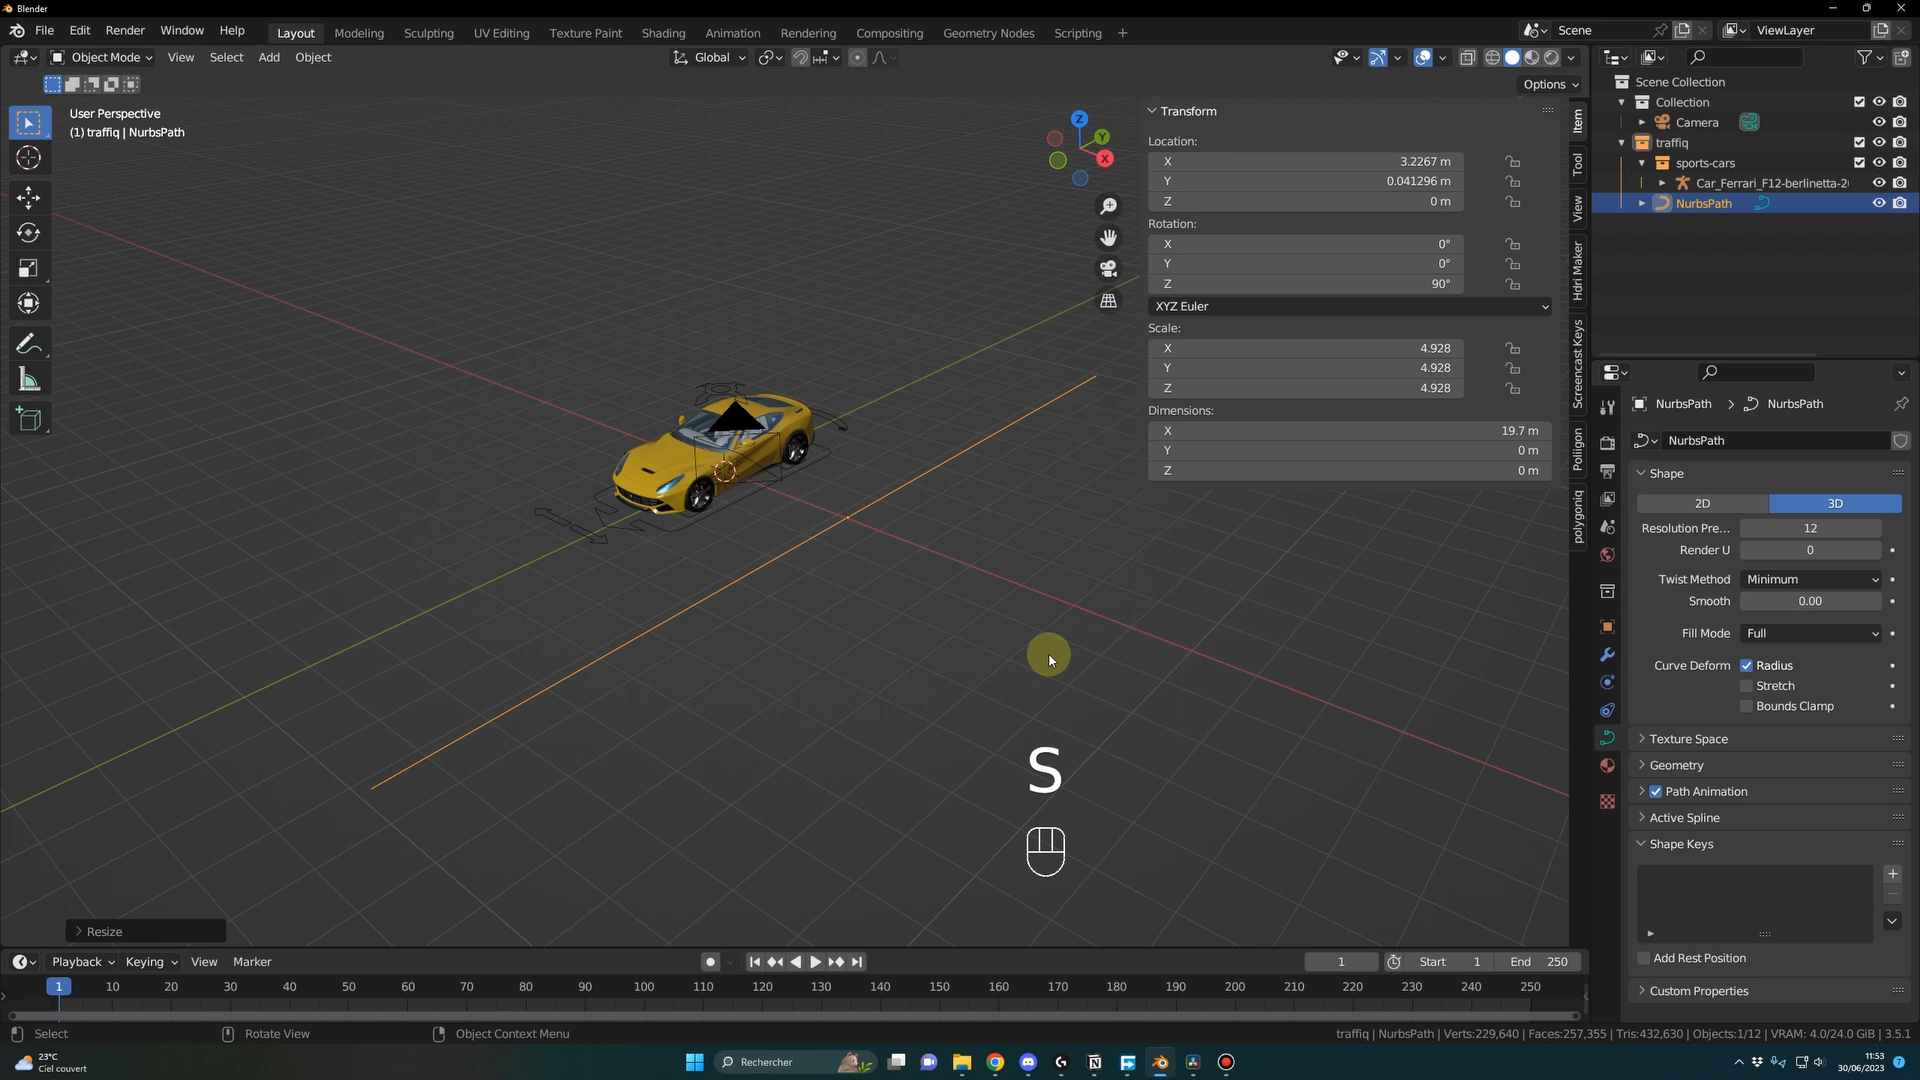 Blender
File Edit Render Window Help
Layout Modeling Sculpting UV Editing Texture Paint Shading Animation Rendering Compositing Geometry Nodes Scripting +
Scene
ViewLayer
Object Mode View Select Add Object
Global
Options
User Perspective
(1) traffiq | NurbsPath
Z
Y
X
Transform
Location:
X 3.2267 m
Y 0.041296 m
Z 0 m
Rotation:
X 0°
Y 0°
Z 90°
XYZ Euler
Scale:
X 4.928
Y 4.928
Z 4.928
Dimensions:
X 19.7 m
Y 0 m
Z 0 m
Item
Tool
View
Hdri Maker
Screencast Keys
Poliigon
polygoniq
Scene Collection
Collection
Camera
traffiq
sports-cars
Car_Ferrari_F12-berlinetta-2
NurbsPath
NurbsPath > NurbsPath
NurbsPath
Shape
2D 3D
Resolution Pre... 12
Render U 0
Twist Method Minimum
Smooth 0.00
Fill Mode Full
Curve Deform Radius
Stretch
Bounds Clamp
Texture Space
Geometry
Path Animation
Active Spline
Shape Keys
Add Rest Position
Custom Properties
S
Resize
Playback Keying View Marker
1 Start 1 End 250
1 10 20 30 40 50 60 70 80 90 100 110 120 130 140 150 160 170 180 190 200 210 220 230 240 250
Select Rotate View Object Context Menu
traffiq | NurbsPath | Verts:229,640 | Faces:257,355 | Tris:432,630 | Objects:1/12 | VRAM: 4.0/24.0 GiB | 3.5.1
23°C
Ciel couvert
Rechercher
11:53
30/06/2023
7